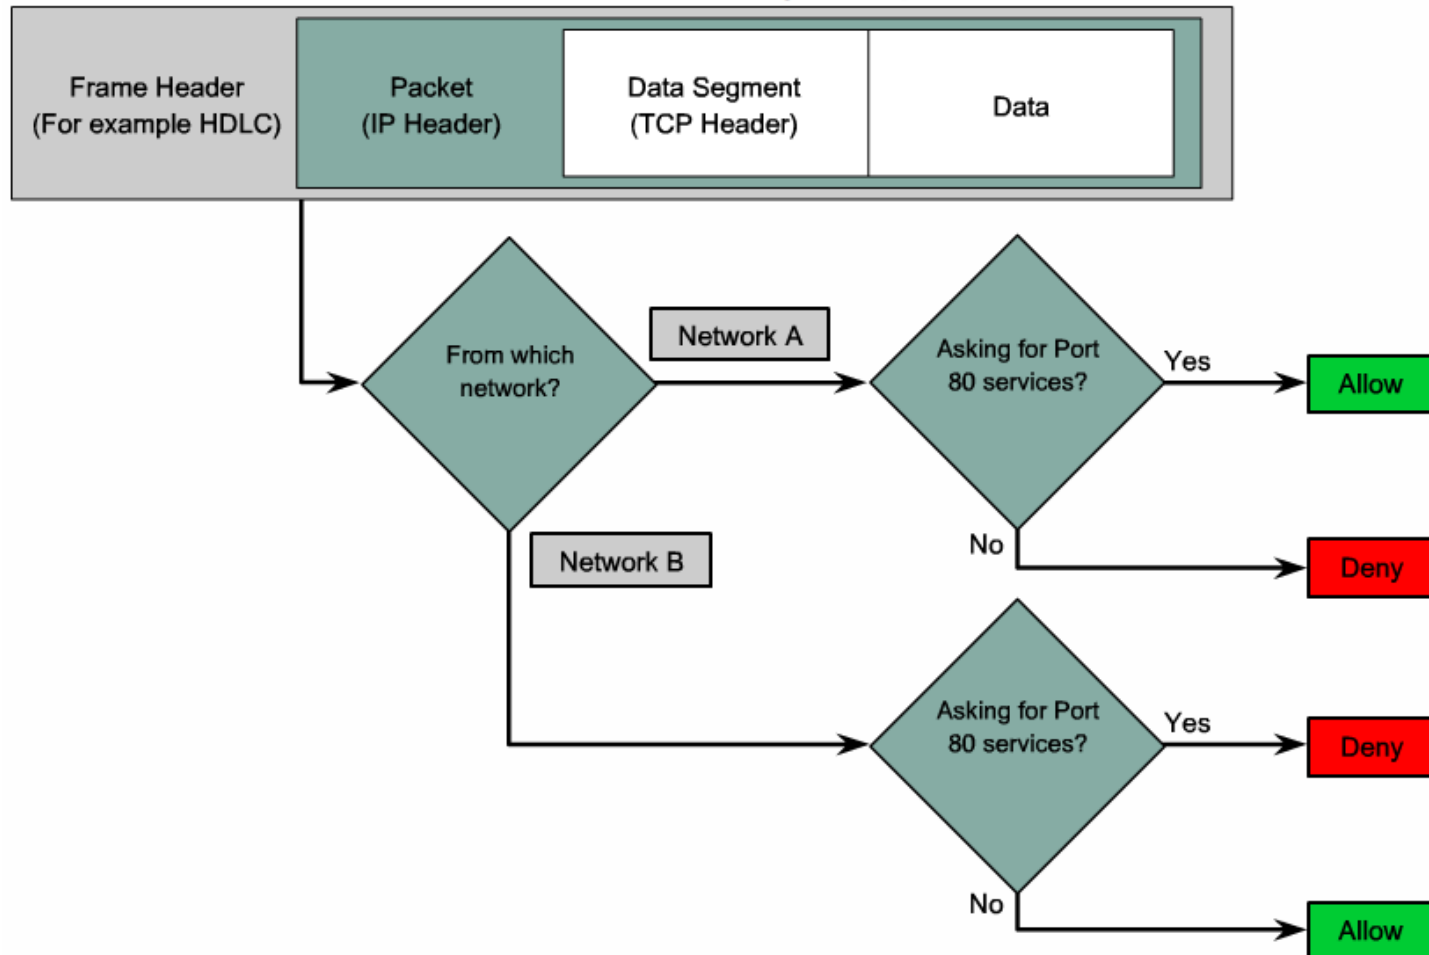 Frame Header
(For example HDLC)
Packet
(IP Header)
Data Segment
(TCP Header)
Data
From which
network?
Network A
Asking for Port
80 services?
Yes
Allow
No
Deny
Network B
Asking for Port
80 services?
Yes
Deny
No
Allow